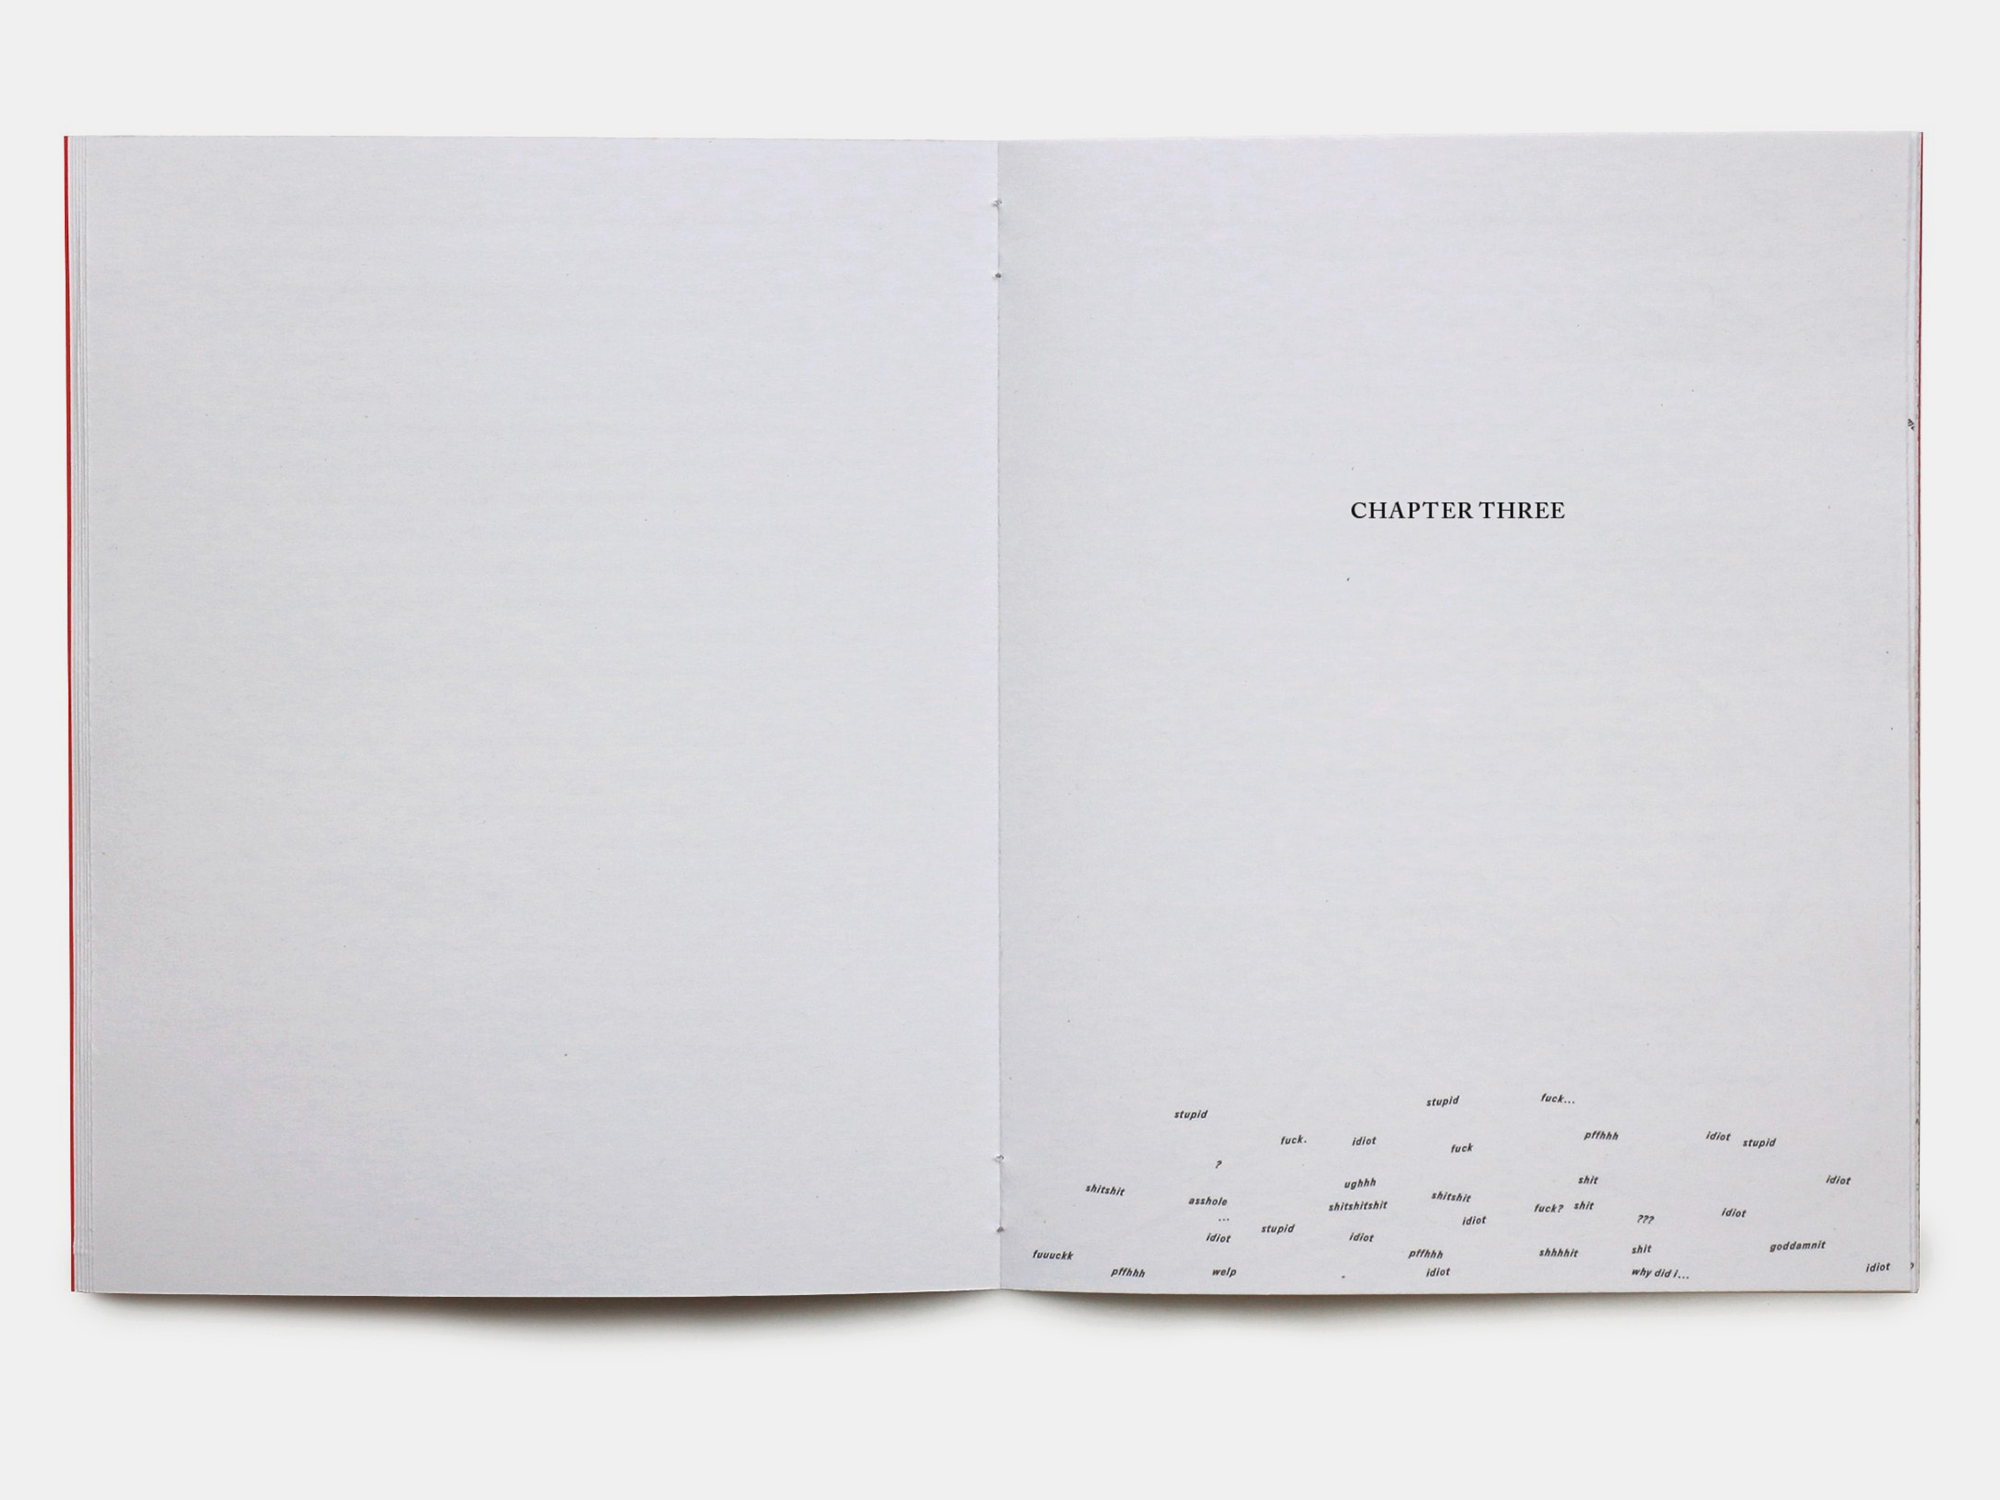 CHAPTER THREE
stupid fuck...
stupid
pffhhh idiot
fuck. idiot stupid
fuck
?
shit idiot
ughhh
shitshit shitshit
asshole shitshitshit fuck? shit
... idiot ??? idiot
stupid
idiot idiot goddamnit
fuuuckk pffhhh shhhhit shit
pffhhh welp . idiot why did i... idiot